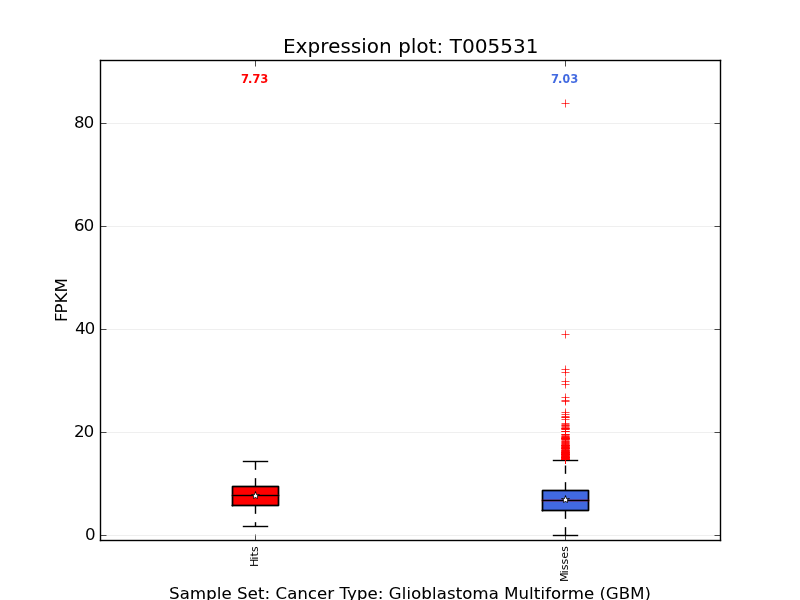 Expression plot: T005531
7.73 7.03
80
60
40
20
0
FPKM
Hits Misses
Sample Set: Cancer Type: Glioblastoma Multiforme (GBM)